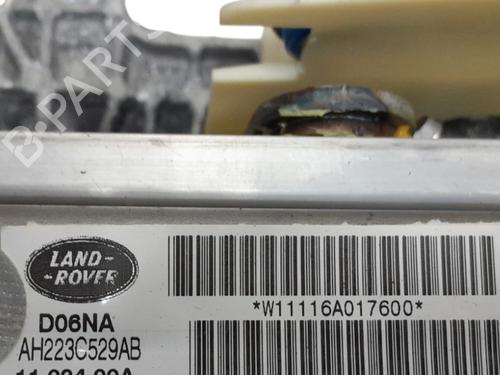 B-PARTS
LAND-
-ROVER
*W11116A017600*
D06NA
AH223C529AB